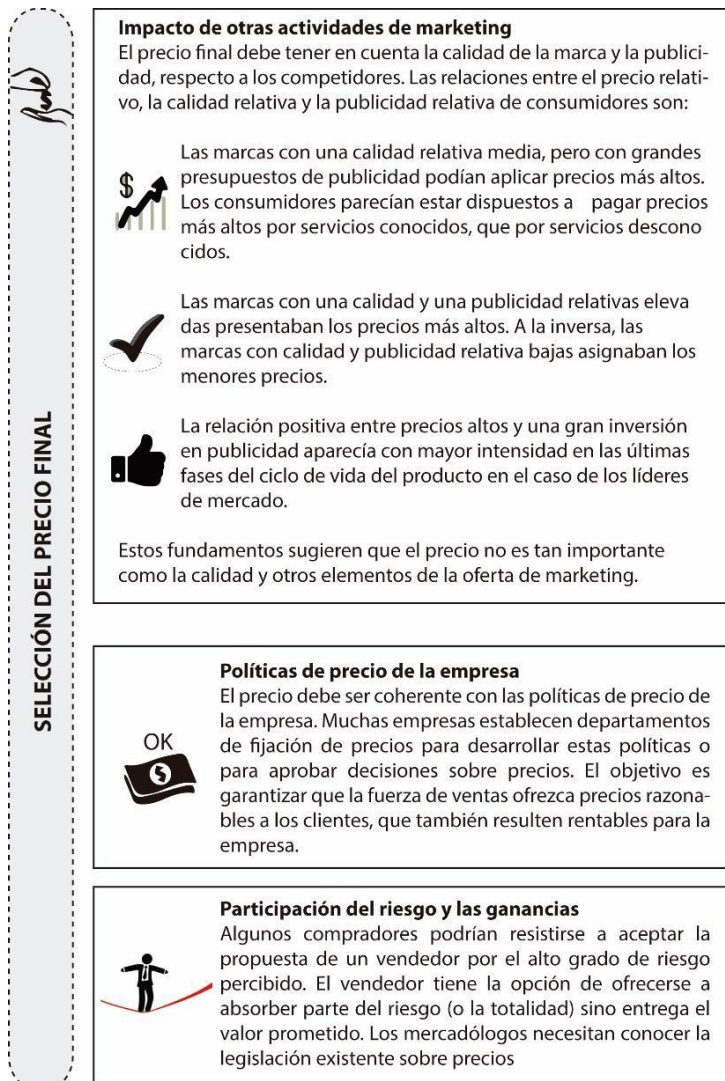 SELECCIÓN DEL PRECIO FINAL
Impacto de otras actividades de marketing
El precio final debe tener en cuenta la calidad de la marca y la publici-
dad, respecto a los competidores. Las relaciones entre el precio relati-
vo, la calidad relativa y la publicidad relativa de consumidores son:
$
Las marcas con una calidad relativa media, pero con grandes
presupuestos de publicidad podían aplicar precios más altos.
Los consumidores parecían estar dispuestos a pagar precios
más altos por servicios conocidos, que por servicios descono
cidos.
Las marcas con una calidad y una publicidad relativas eleva
das presentaban los precios más altos. A la inversa, las
marcas con calidad y publicidad relativa bajas asignaban los
menores precios.
La relación positiva entre precios altos y una gran inversión
en publicidad aparecía con mayor intensidad en las últimas
fases del ciclo de vida del producto en el caso de los líderes
de mercado.
Estos fundamentos sugieren que el precio no es tan importante
como la calidad y otros elementos de la oferta de marketing.
Políticas de precio de la empresa
El precio debe ser coherente con las políticas de precio de
la empresa. Muchas empresas establecen departamentos
de fijación de precios para desarrollar estas políticas o
para aprobar decisiones sobre precios. El objetivo es
garantizar que la fuerza de ventas ofrezca precios razona-
bles a los clientes, que también resulten rentables para la
empresa.
OK
$
Participación del riesgo y las ganancias
Algunos compradores podrían resistirse a aceptar la
propuesta de un vendedor por el alto grado de riesgo
percibido. El vendedor tiene la opción de ofrecerse a
absorber parte del riesgo (o la totalidad) sino entrega el
valor prometido. Los mercadólogos necesitan conocer la
legislación existente sobre precios